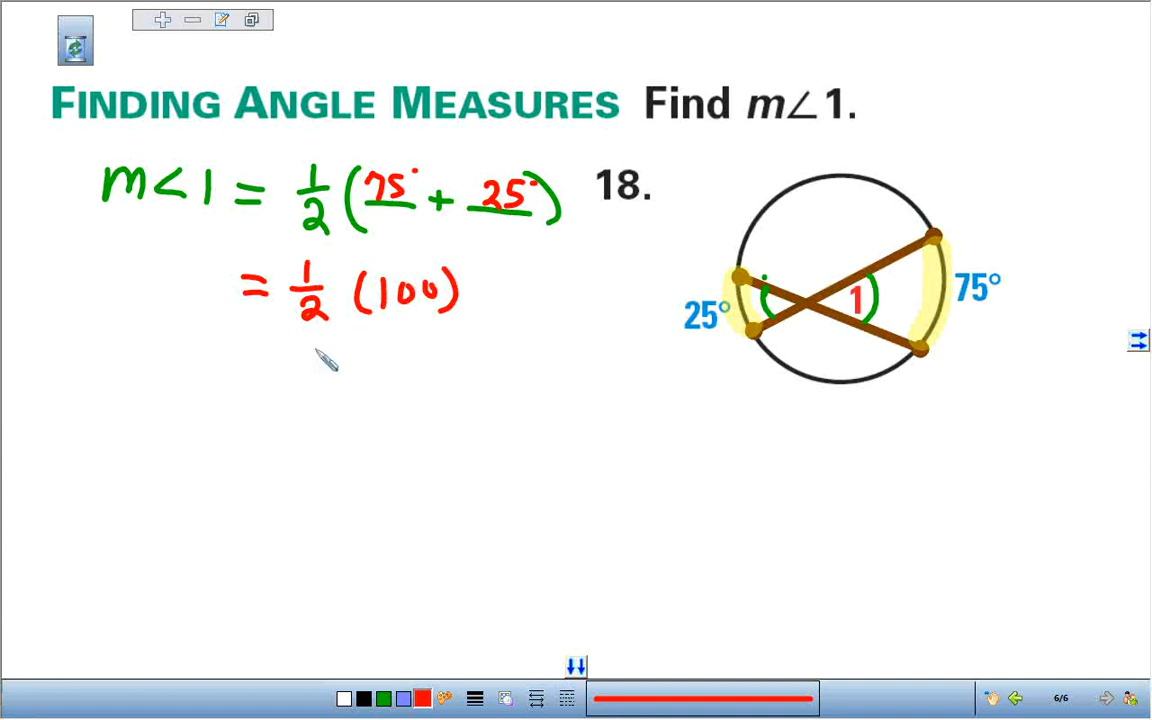 FINDING ANGLE MEASURES Find m∠1.
m<1 = 1/2 (75° + 25°)
18.
= 1/2 (100)
25°
1
75°
6/6